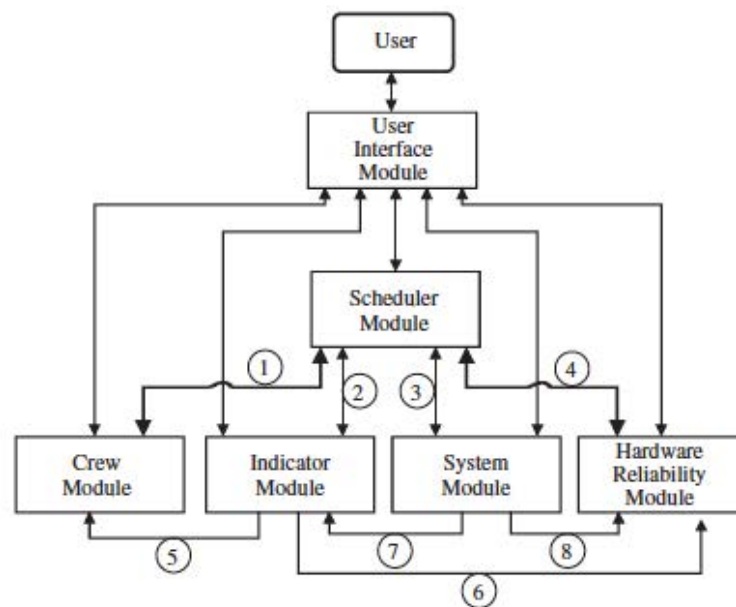 User
User
Interface
Module
Scheduler
Module
1
2
3
4
Crew
Module
Indicator
Module
System
Module
Hardware
Reliability
Module
5
7
8
6